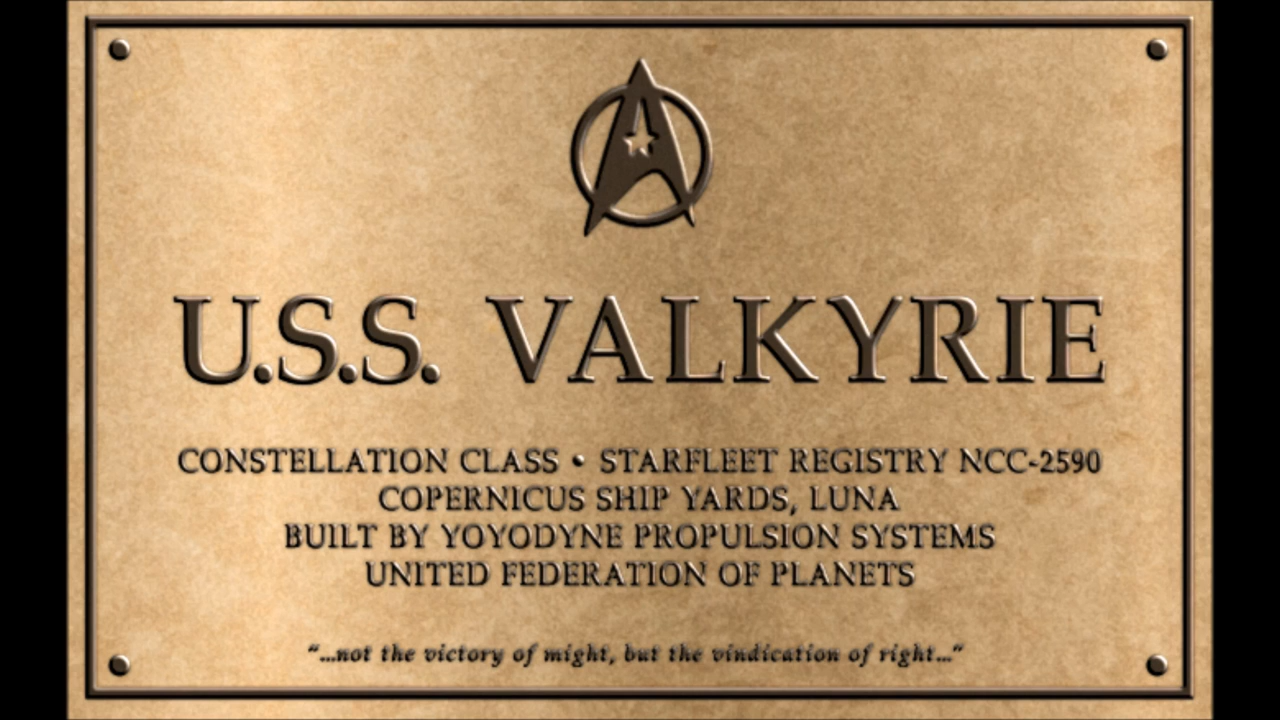 U.S.S. VALKYRIE
CONSTELLATION CLASS • STARFLEET REGISTRY NCC-2590
COPERNICUS SHIP YARDS, LUNA
BUILT BY YOYODYNE PROPULSION SYSTEMS
UNITED FEDERATION OF PLANETS
“...not the victory of might, but the vindication of right...”